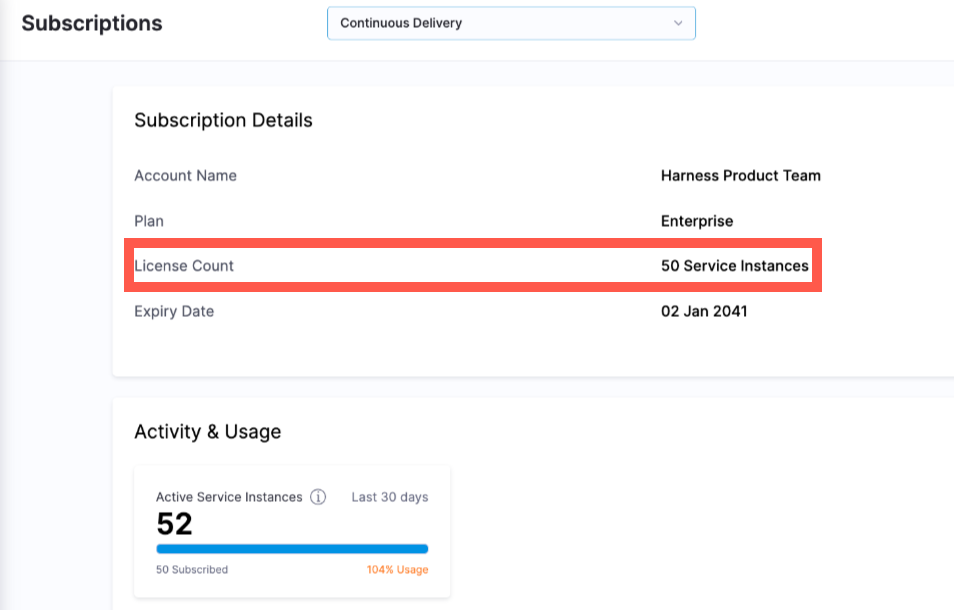 Subscriptions
Continuous Delivery
Subscription Details
Account Name Harness Product Team
Plan Enterprise
License Count 50 Service Instances
Expiry Date 02 Jan 2041
Activity & Usage
Active Service Instances Last 30 days
52
50 Subscribed 104% Usage